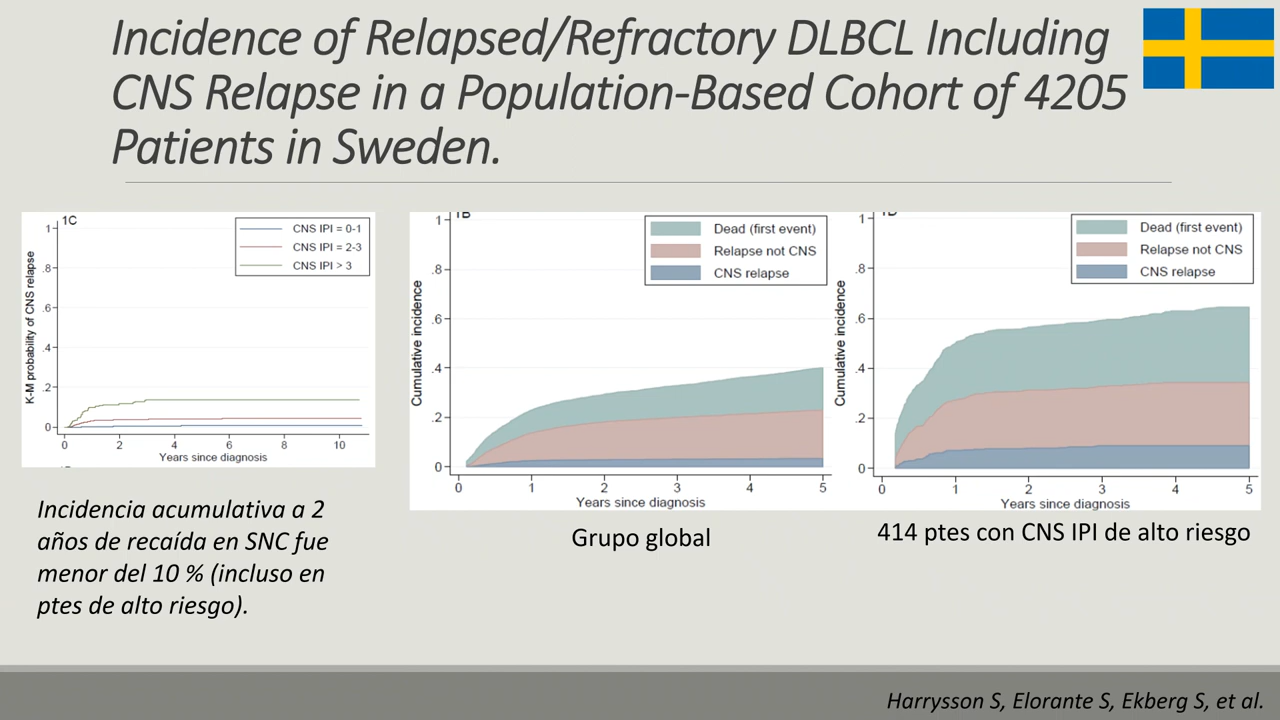 Incidence of Relapsed/Refractory DLBCL Including
CNS Relapse in a Population-Based Cohort of 4205
Patients in Sweden.
1C
CNS IPI = 0-1
CNS IPI = 2-3
CNS IPI > 3
K-M probability of CNS relapse
1
.8
.6
.4
.2
0
0 2 4 6 8 10
Years since diagnosis
1B
Dead (first event)
Relapse not CNS
CNS relapse
Cumulative incidence
1
.8
.6
.4
.2
0
0 1 2 3 4 5
Years since diagnosis
1D
Dead (first event)
Relapse not CNS
CNS relapse
Cumulative incidence
1
.8
.6
.4
.2
0
0 1 2 3 4 5
Years since diagnosis
Incidencia acumulativa a 2
años de recaída en SNC fue
menor del 10 % (incluso en
ptes de alto riesgo).
Grupo global
414 ptes con CNS IPI de alto riesgo
Harrysson S, Elorante S, Ekberg S, et al.